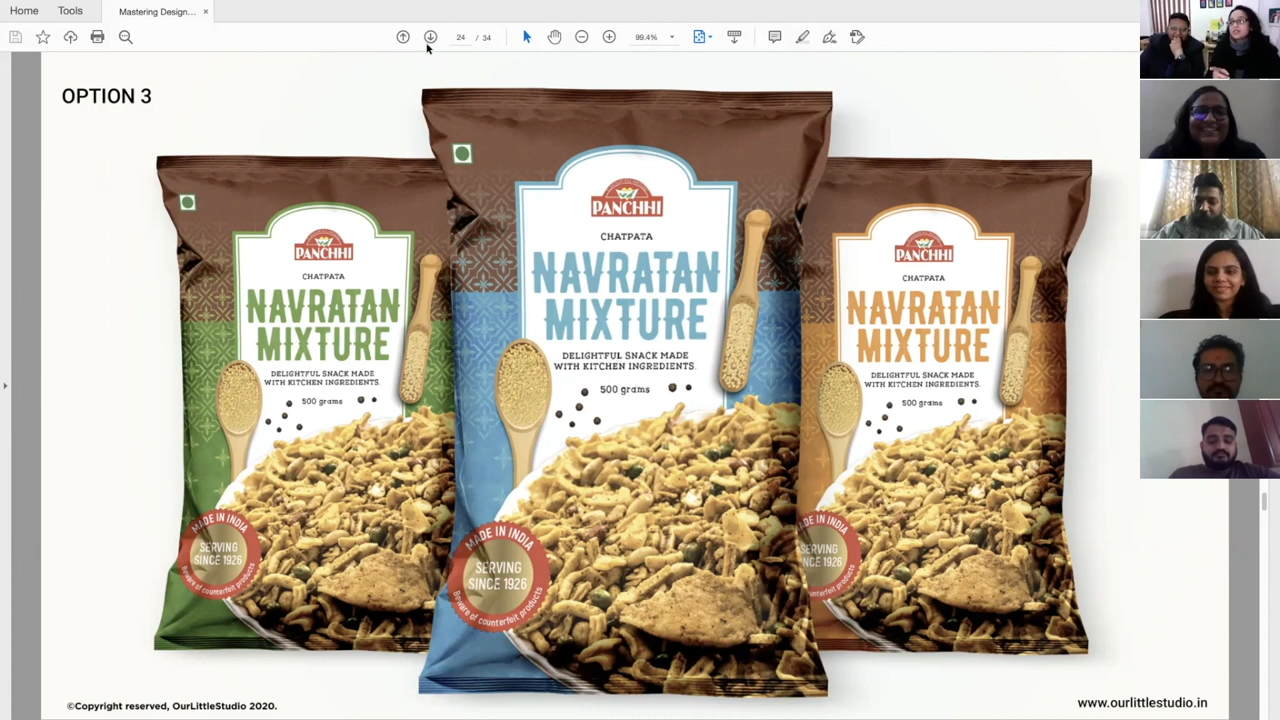 Home
Tools
Mastering Design...
×
24
/ 34
99.4%
OPTION 3
PANCHHI
CHATPATA
NAVRATAN
MIXTURE
DELIGHTFUL SNACK MADE
WITH KITCHEN INGREDIENTS.
500 grams
MADE IN INDIA
SERVING
SINCE 1926
Beware of counterfeit products
PANCHHI
CHATPATA
NAVRATAN
MIXTURE
DELIGHTFUL SNACK MADE
WITH KITCHEN INGREDIENTS.
500 grams
MADE IN INDIA
SERVING
SINCE 1926
Beware of counterfeit products
PANCHHI
CHATPATA
NAVRATAN
MIXTURE
DELIGHTFUL SNACK MADE
WITH KITCHEN INGREDIENTS.
500 grams
IN INDIA
SERVING
1926
counterfeit products
©Copyright reserved, OurLittleStudio 2020.
www.ourlittlestudio.in